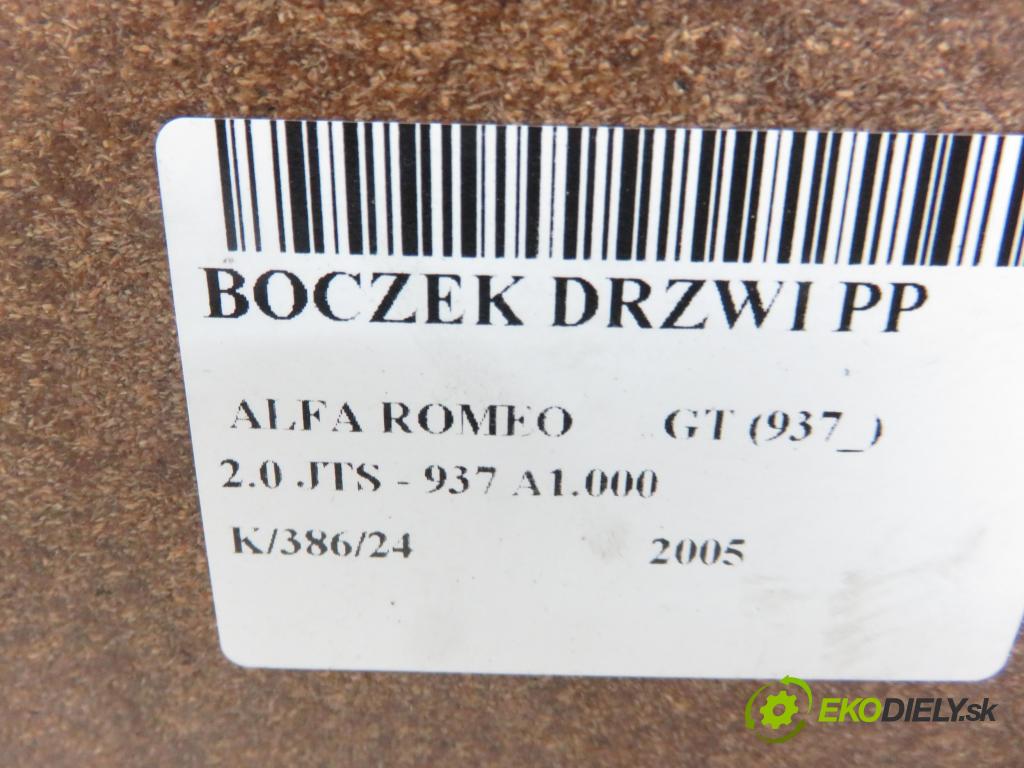 BOCZEK DRZWI PP
ALFA ROMEO GT (937_)
2.0 JTS - 937 A1.000
K/386/24 2005
EKODIELY.sk